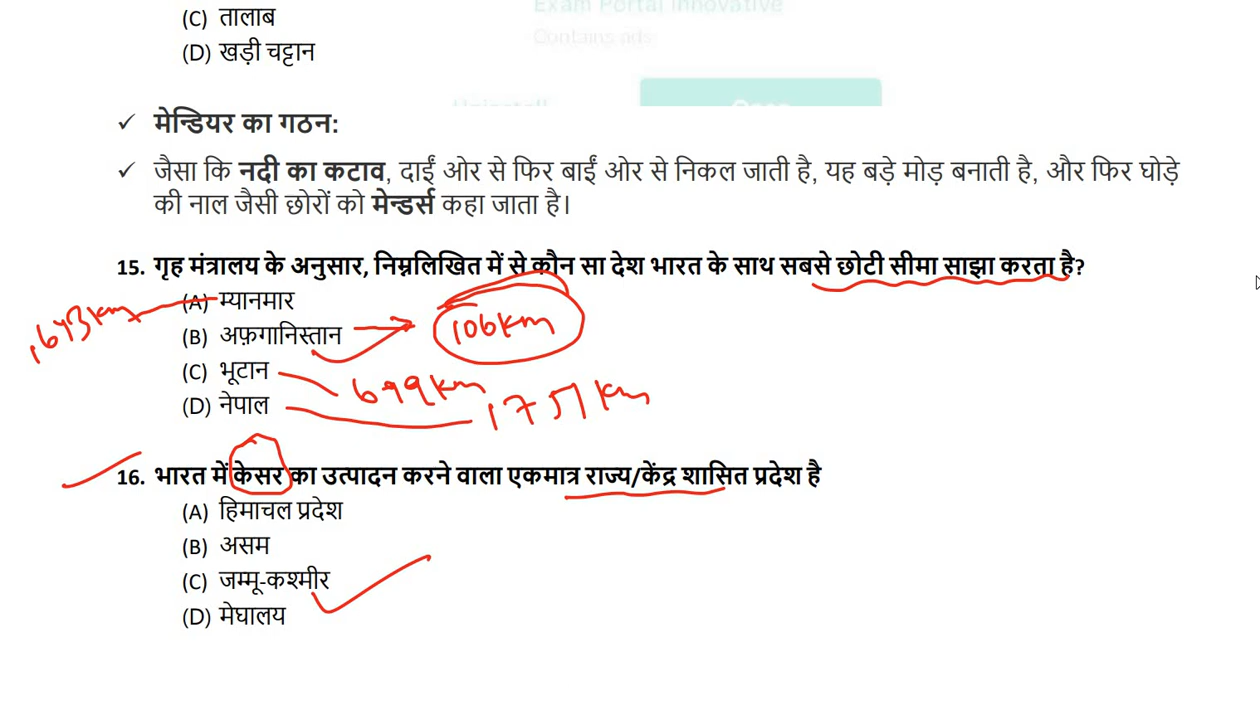 Exam Portal Innovative
(C) तालाब
Contains ads
(D) खड़ी चट्टान
✓ मेन्डियर का गठन:
✓ जैसा कि नदी का कटाव, दाईं ओर से फिर बाईं ओर से निकल जाती है, यह बड़े मोड़ बनाती है, और फिर घोड़े
की नाल जैसी छोरों को मेन्डर्स कहा जाता है।
15. गृह मंत्रालय के अनुसार, निम्नलिखित में से कौन सा देश भारत के साथ सबसे छोटी सीमा साझा करता है?
(A) म्यानमार
1643km
(B) अफ़गानिस्तान
106km
(C) भूटान
699km
(D) नेपाल
1751km
16. भारत में केसर का उत्पादन करने वाला एकमात्र राज्य/केंद्र शासित प्रदेश है
(A) हिमाचल प्रदेश
(B) असम
(C) जम्मू-कश्मीर
(D) मेघालय